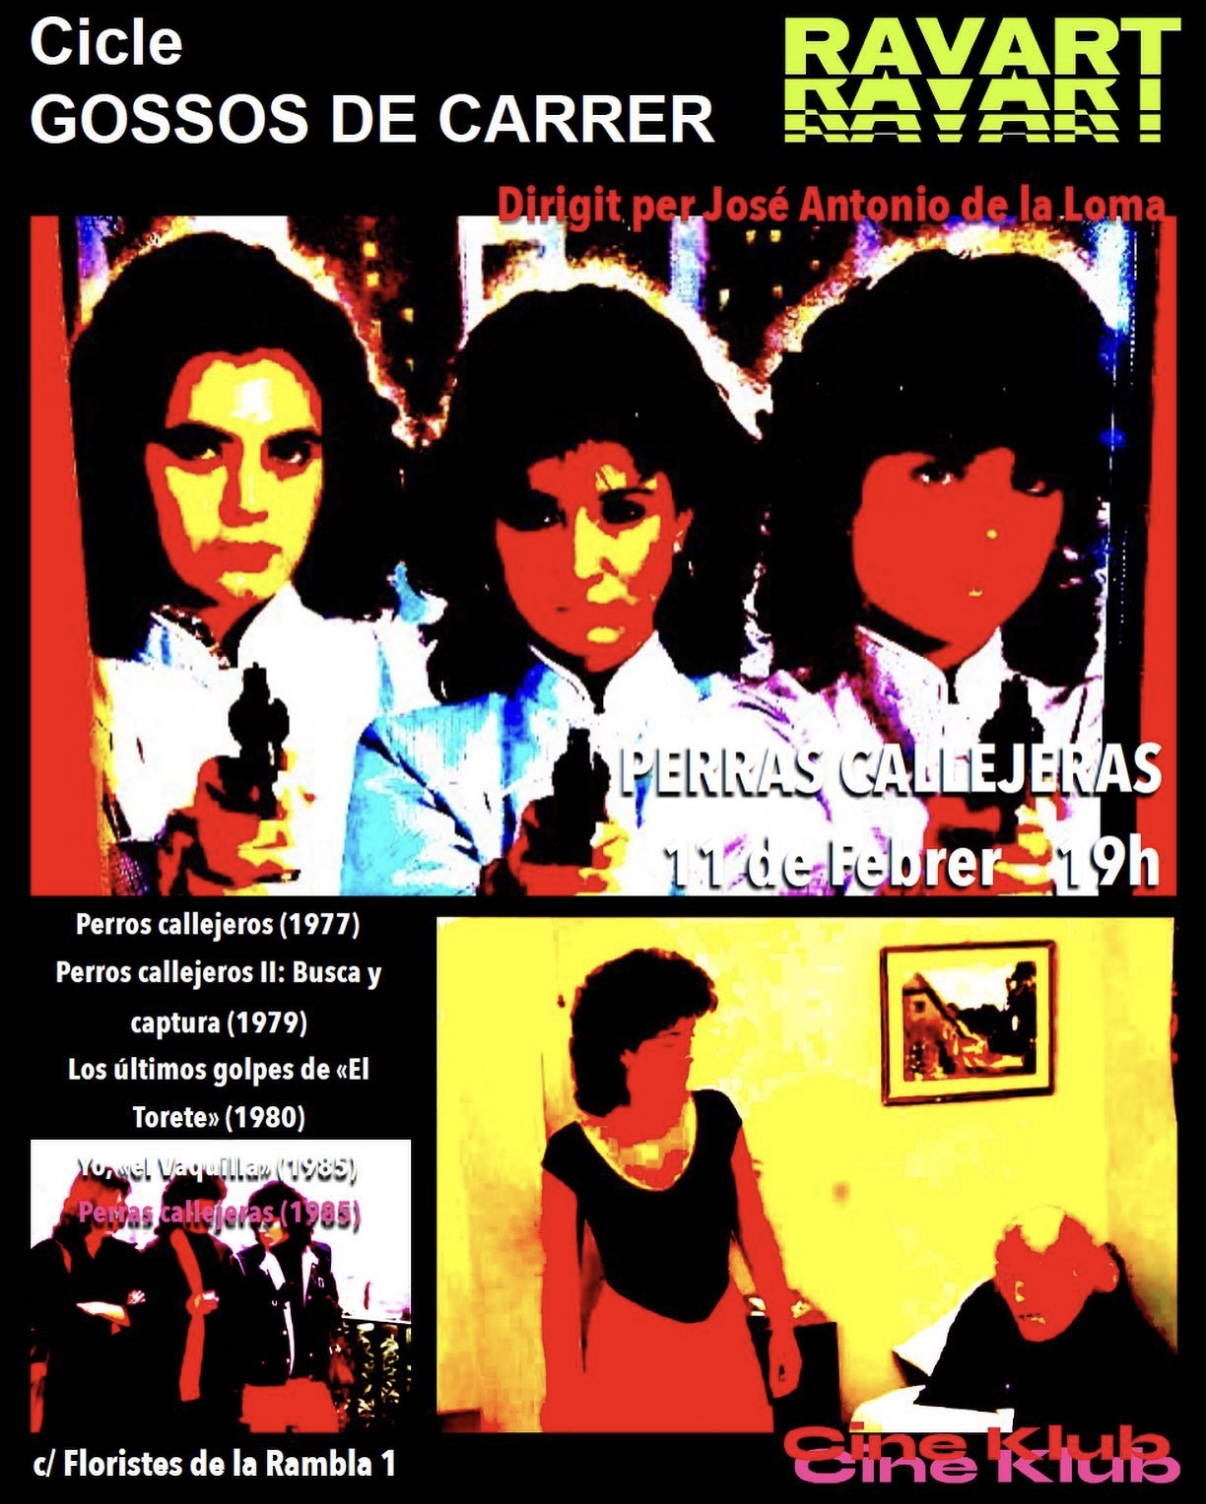 Cicle
GOSSOS DE CARRER
RAVART
RAVART
RAVART
Dirigit per José Antonio de la Loma
PERRAS CALLEJERAS
11 de Febrer - 19h
Perros callejeros (1977)
Perros callejeros II: Busca y
captura (1979)
Los últimos golpes de «El
Torete» (1980)
Yo, «el Vaquilla» (1985)
Perras callejeras (1985)
c/ Floristes de la Rambla 1
Cine Klub
Cine Klub